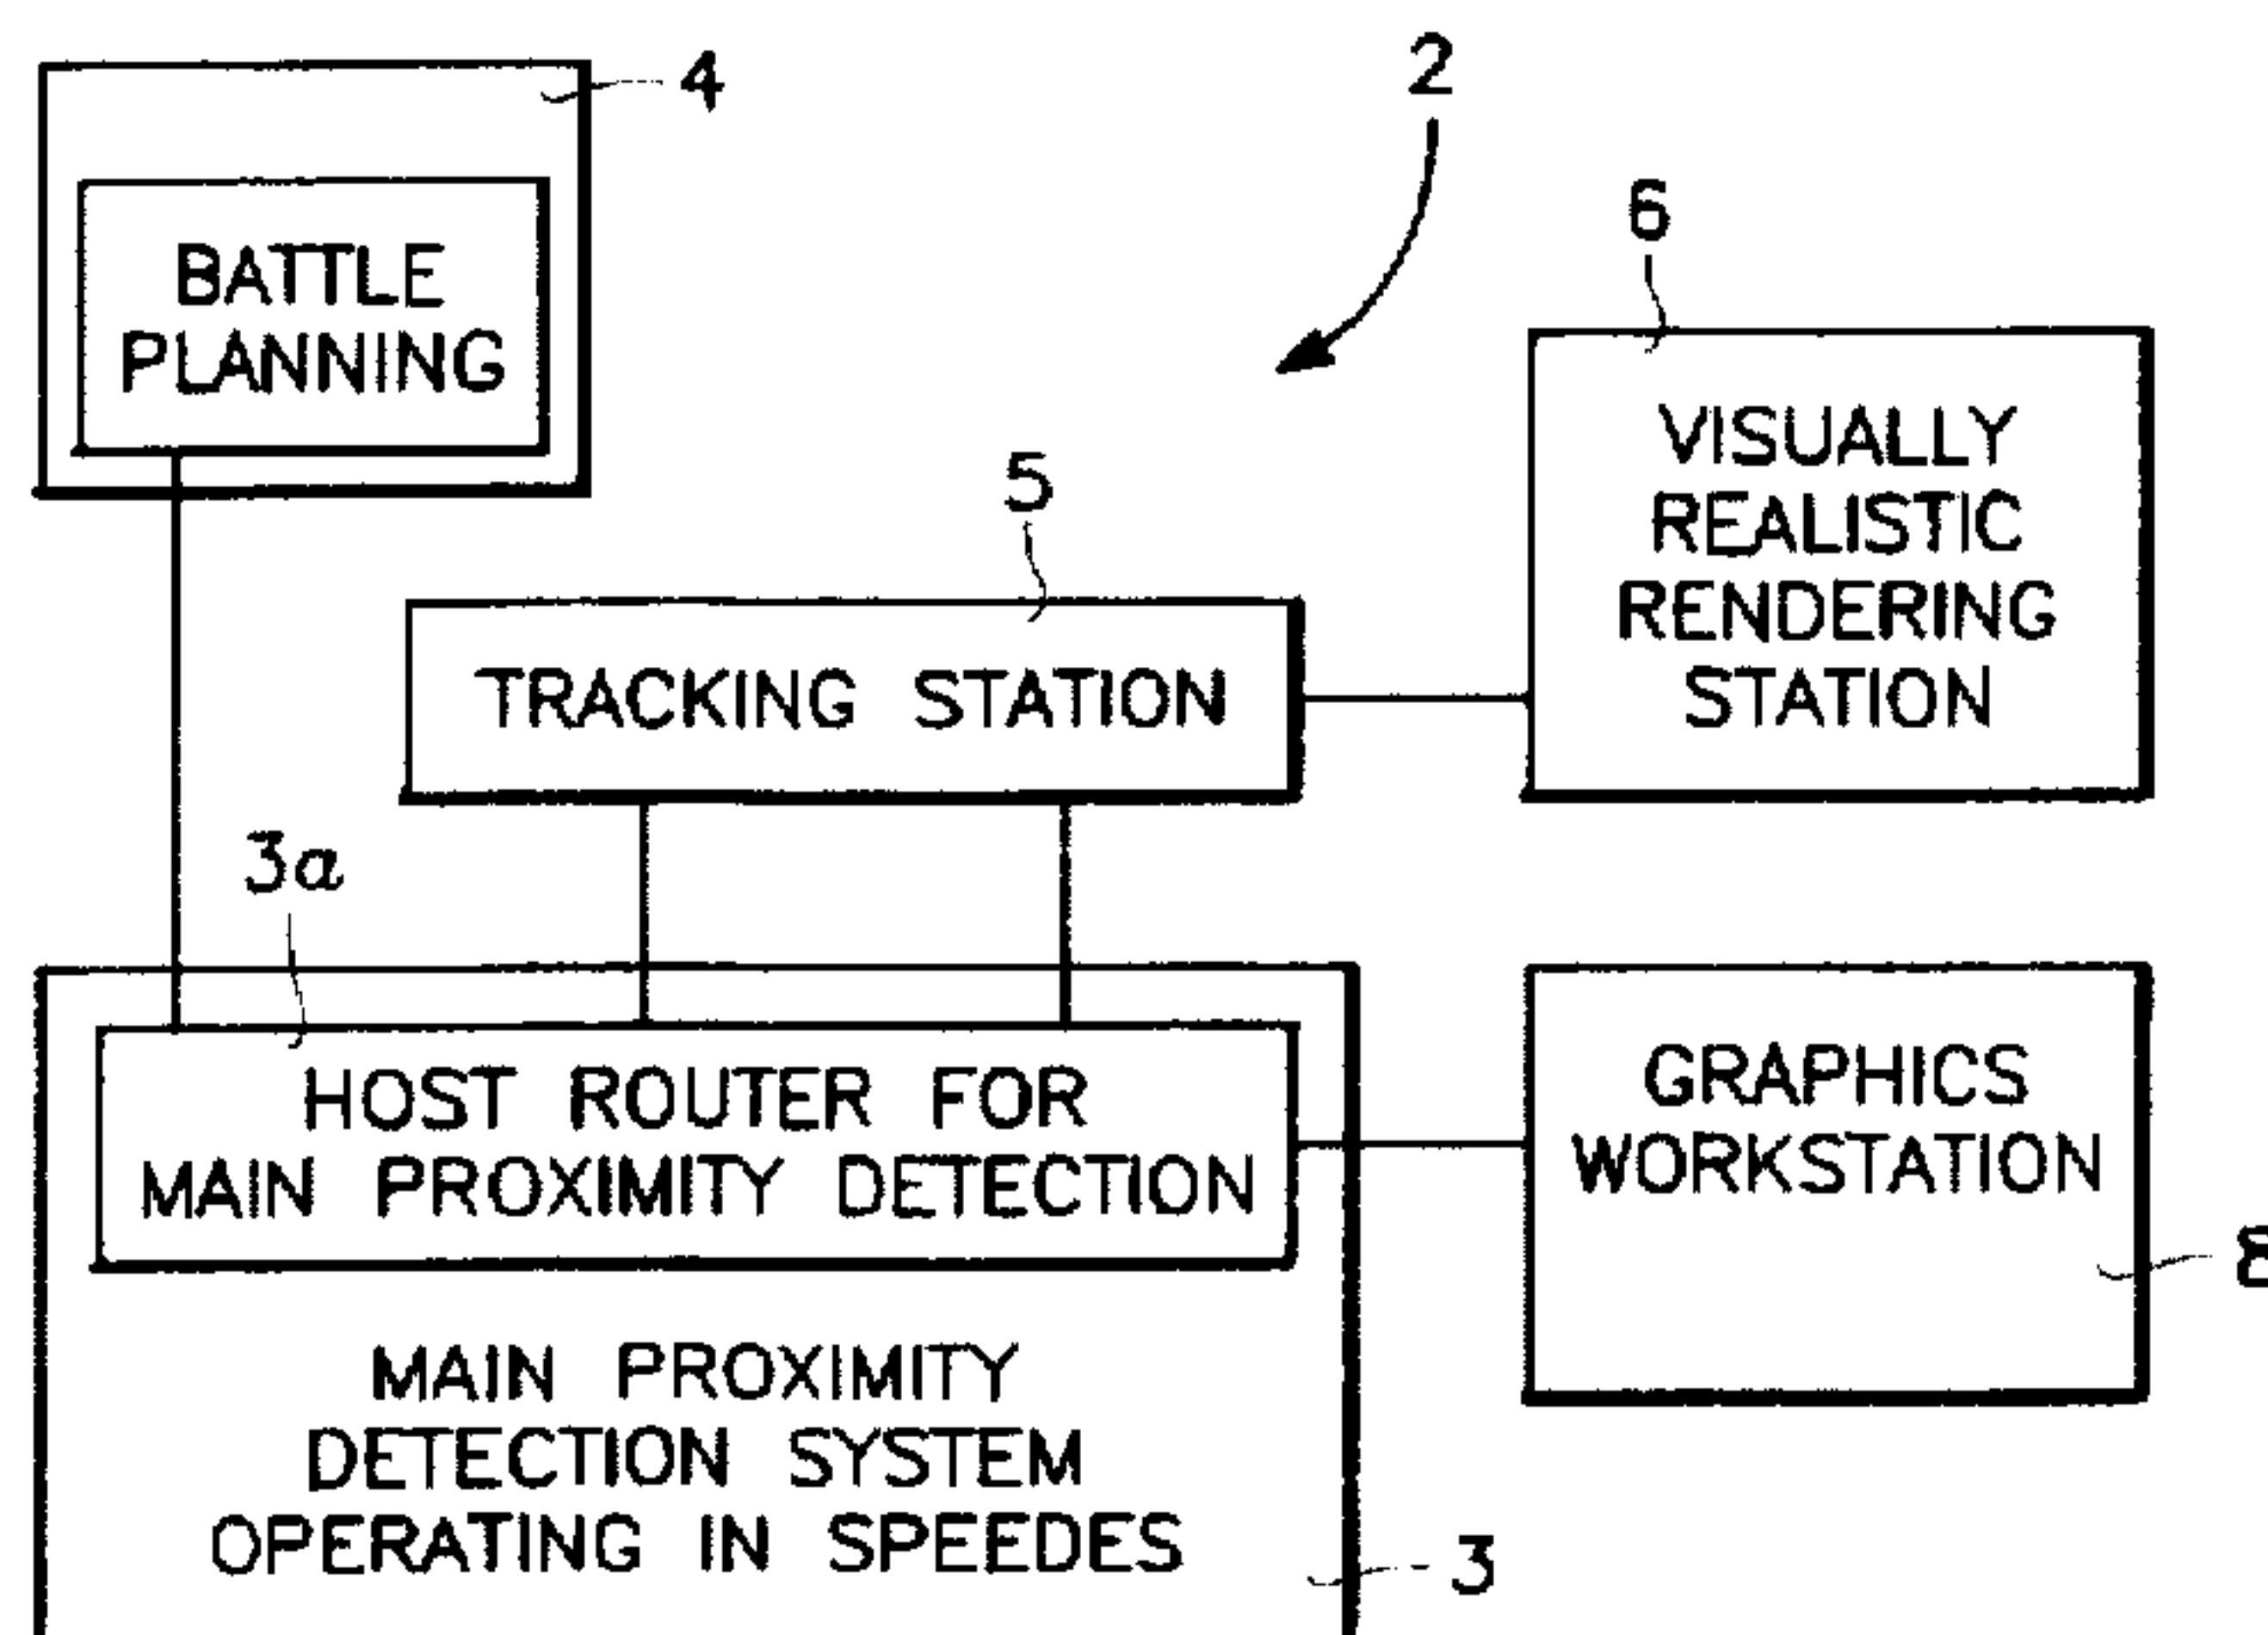 4
2
BATTLE
PLANNING
6
VISUALLY
REALISTIC
RENDERING
STATION
5
TRACKING STATION
3a
HOST ROUTER FOR
MAIN PROXIMITY DETECTION
GRAPHICS
WORKSTATION
8
MAIN PROXIMITY
DETECTION SYSTEM
OPERATING IN SPEEDES
3